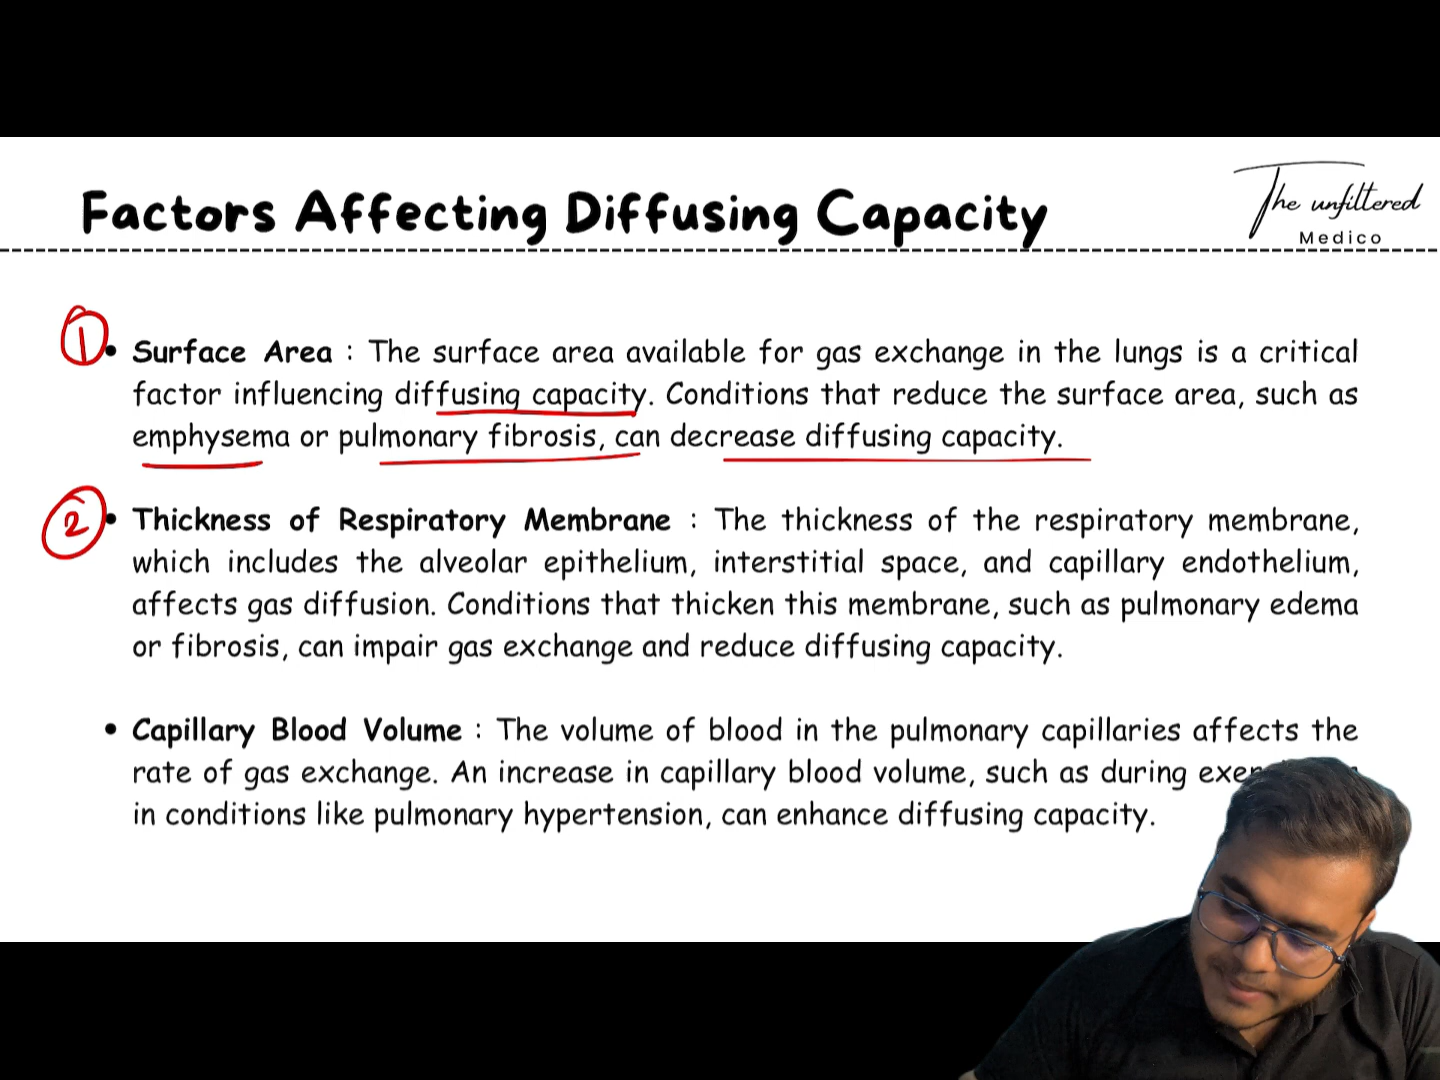 Factors Affecting Diffusing Capacity
The unfiltered
Medico
1
• Surface Area : The surface area available for gas exchange in the lungs is a critical
factor influencing diffusing capacity. Conditions that reduce the surface area, such as
emphysema or pulmonary fibrosis, can decrease diffusing capacity.
2
• Thickness of Respiratory Membrane : The thickness of the respiratory membrane,
which includes the alveolar epithelium, interstitial space, and capillary endothelium,
affects gas diffusion. Conditions that thicken this membrane, such as pulmonary edema
or fibrosis, can impair gas exchange and reduce diffusing capacity.
• Capillary Blood Volume : The volume of blood in the pulmonary capillaries affects the
rate of gas exchange. An increase in capillary blood volume, such as during
in conditions like pulmonary hypertension, can enhance diffusing capacity.